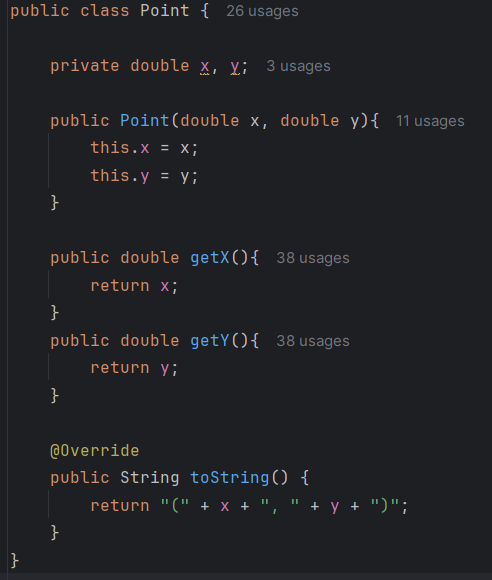 public class Point { 26 usages
private double x, y; 3 usages
public Point(double x, double y){ 11 usages
this.x = x;
this.y = y;
}
public double getX(){ 38 usages
return x;
}
public double getY(){ 38 usages
return y;
}
@Override
public String toString() {
return "(" + x + ", " + y + ")";
}
}